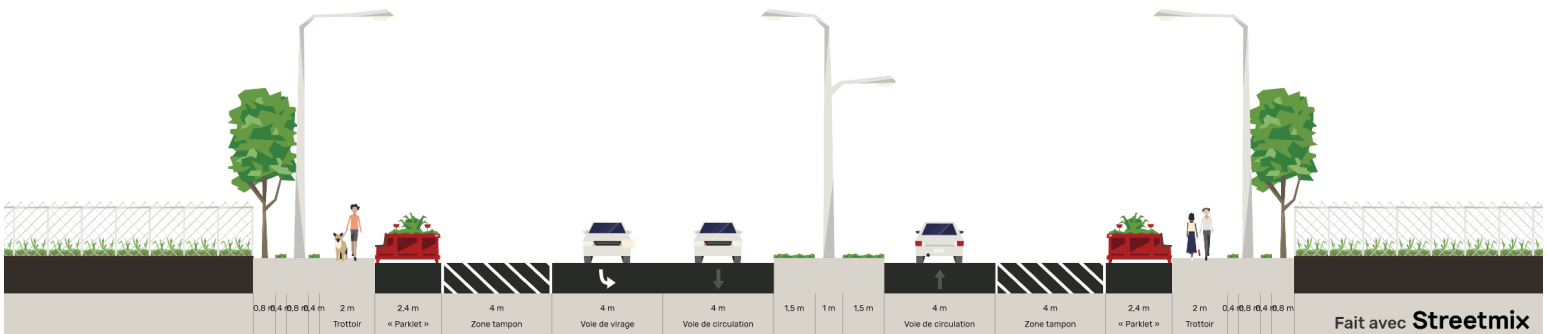 0,8 m 0,4 m 0,8 m 0,4 m 2 m 2,4 m 4 m 4 m 4 m 1,5 m 1 m 1,5 m 4 m 4 m 2,4 m 2 m 0,4 m 0,8 m 0,4 m 0,8 m
Trottoir « Parklet » Zone tampon Voie de virage Voie de circulation Voie de circulation Zone tampon « Parklet » Trottoir
Fait avec Streetmix